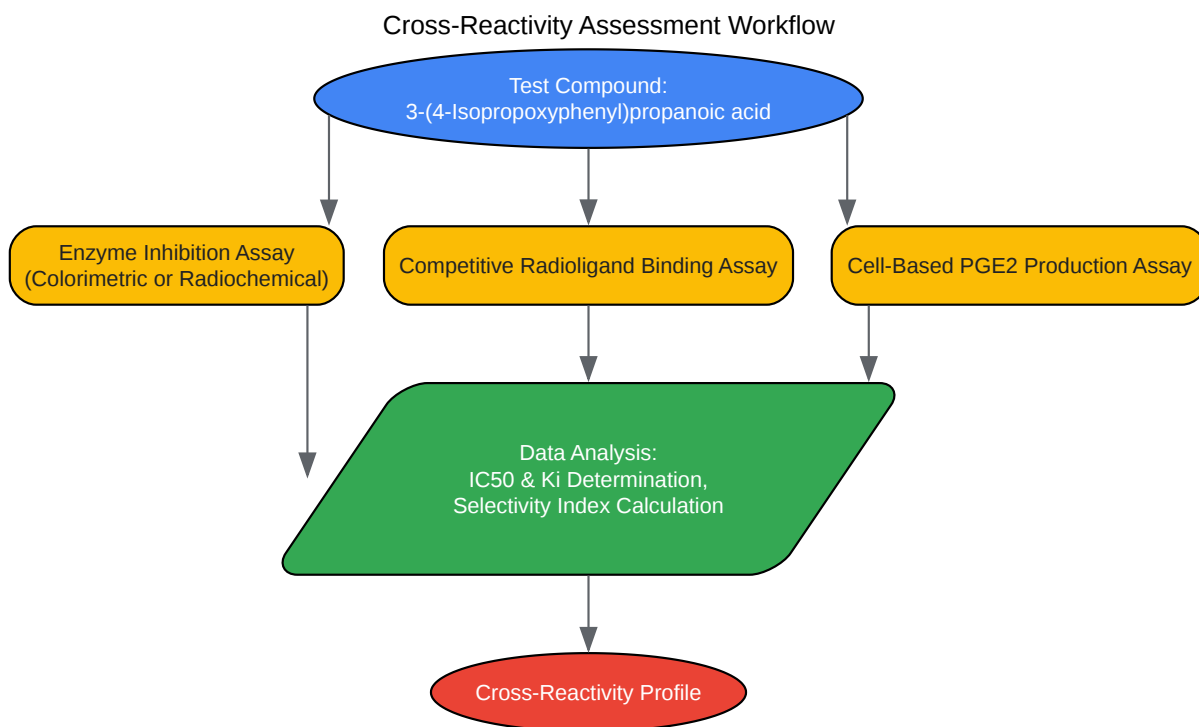 Cross-Reactivity Assessment Workflow
Test Compound:
3-(4-Isopropoxyphenyl)propanoic acid
Enzyme Inhibition Assay
(Colorimetric or Radiochemical)
Competitive Radioligand Binding Assay
Cell-Based PGE2 Production Assay
Data Analysis:
IC50 & Ki Determination,
Selectivity Index Calculation
Cross-Reactivity Profile